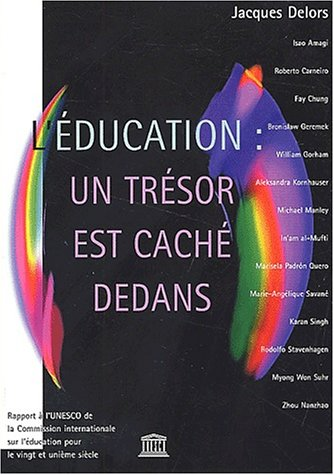 Jacques Delors
Isao Amagi
Roberto Carneiro
Fay Chung
Bronislaw Geremek
William Gorham
Aleksandra Kornhauser
Michael Manley
In'am al-Mufti
Marisela Padrón Quero
Marie-Angélique Savané
Karan Singh
Rodolfo Stavenhagen
Myong Won Suhr
Zhou Nanzhao
L'ÉDUCATION :
UN TRÉSOR
EST CACHÉ
DEDANS
Rapport à l'UNESCO de
la Commission internationale
sur l'éducation pour
le vingt et unième siècle
UNESCO